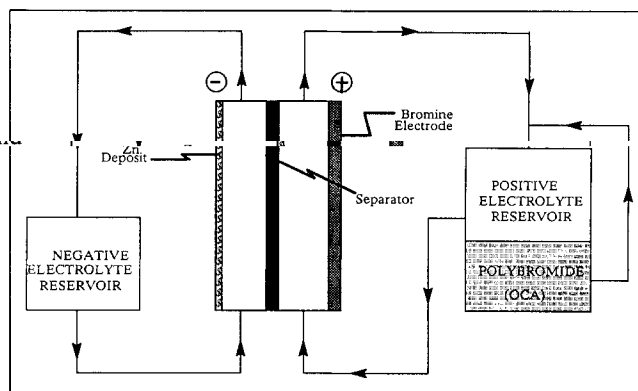 −
+
Bromine
Electrode
Zn
Deposit
Separator
NEGATIVE
ELECTROLYTE
RESERVOIR
POSITIVE
ELECTROLYTE
RESERVOIR
POLYBROMIDE
(OCA)